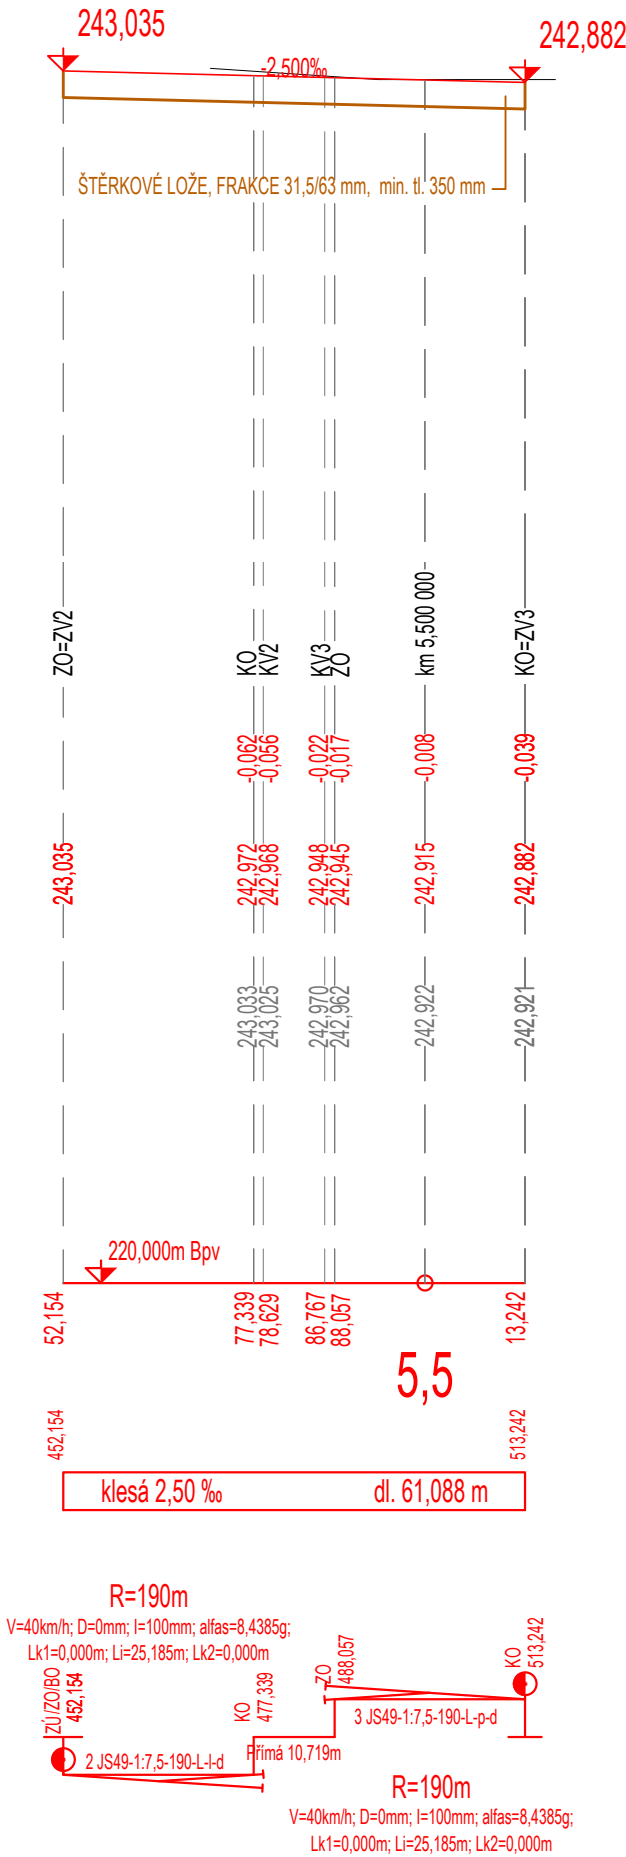 243,035
242,882
-2,500‰
ŠTĚRKOVÉ LOŽE, FRAKCE 31,5/63 mm, min. tl. 350 mm
ZO=ZV2
KO
KV2
KV3
ZO
km 5,500 000
KO=ZV3
-0,062
-0,056
-0,022
-0,017
-0,008
-0,039
243,035
242,972
242,968
242,948
242,945
242,915
242,882
243,033
243,025
242,970
242,962
242,922
242,921
220,000m Bpv
52,154
77,339
78,629
86,767
88,057
13,242
5,5
452,154
513,242
klesá 2,50 ‰
dl. 61,088 m
R=190m
V=40km/h; D=0mm; I=100mm; alfas=8,4385g;
Lk1=0,000m; Li=25,185m; Lk2=0,000m
ZÚ/ZO/BO
452,154
KO
477,339
ZO
488,057
KO
513,242
2 JS49-1:7,5-190-L-l-d
Přímá 10,719m
3 JS49-1:7,5-190-L-p-d
R=190m
V=40km/h; D=0mm; I=100mm; alfas=8,4385g;
Lk1=0,000m; Li=25,185m; Lk2=0,000m